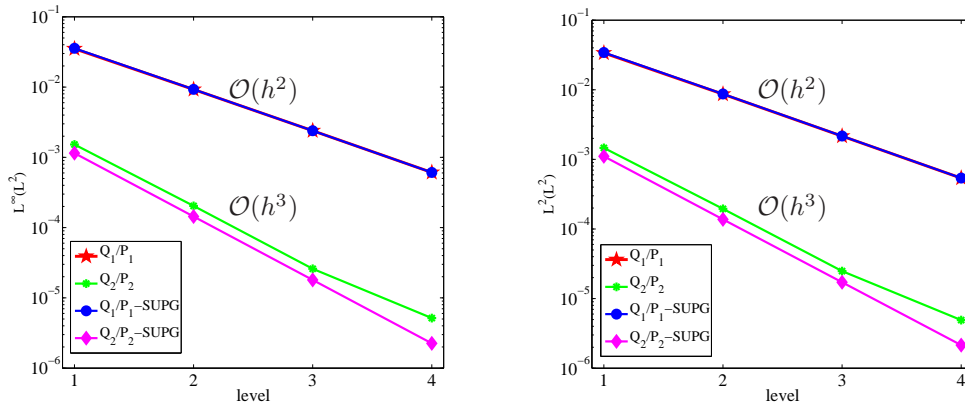 10^−1
10^−2
10^−3
10^−4
10^−5
10^−6
L^∞(L^2)
O(h^2)
O(h^3)
Q_1/P_1
Q_2/P_2
Q_1/P_1−SUPG
Q_2/P_2−SUPG
1 2 3 4
level
10^−1
10^−2
10^−3
10^−4
10^−5
10^−6
L^2(L^2)
O(h^2)
O(h^3)
Q_1/P_1
Q_2/P_2
Q_1/P_1−SUPG
Q_2/P_2−SUPG
1 2 3 4
level